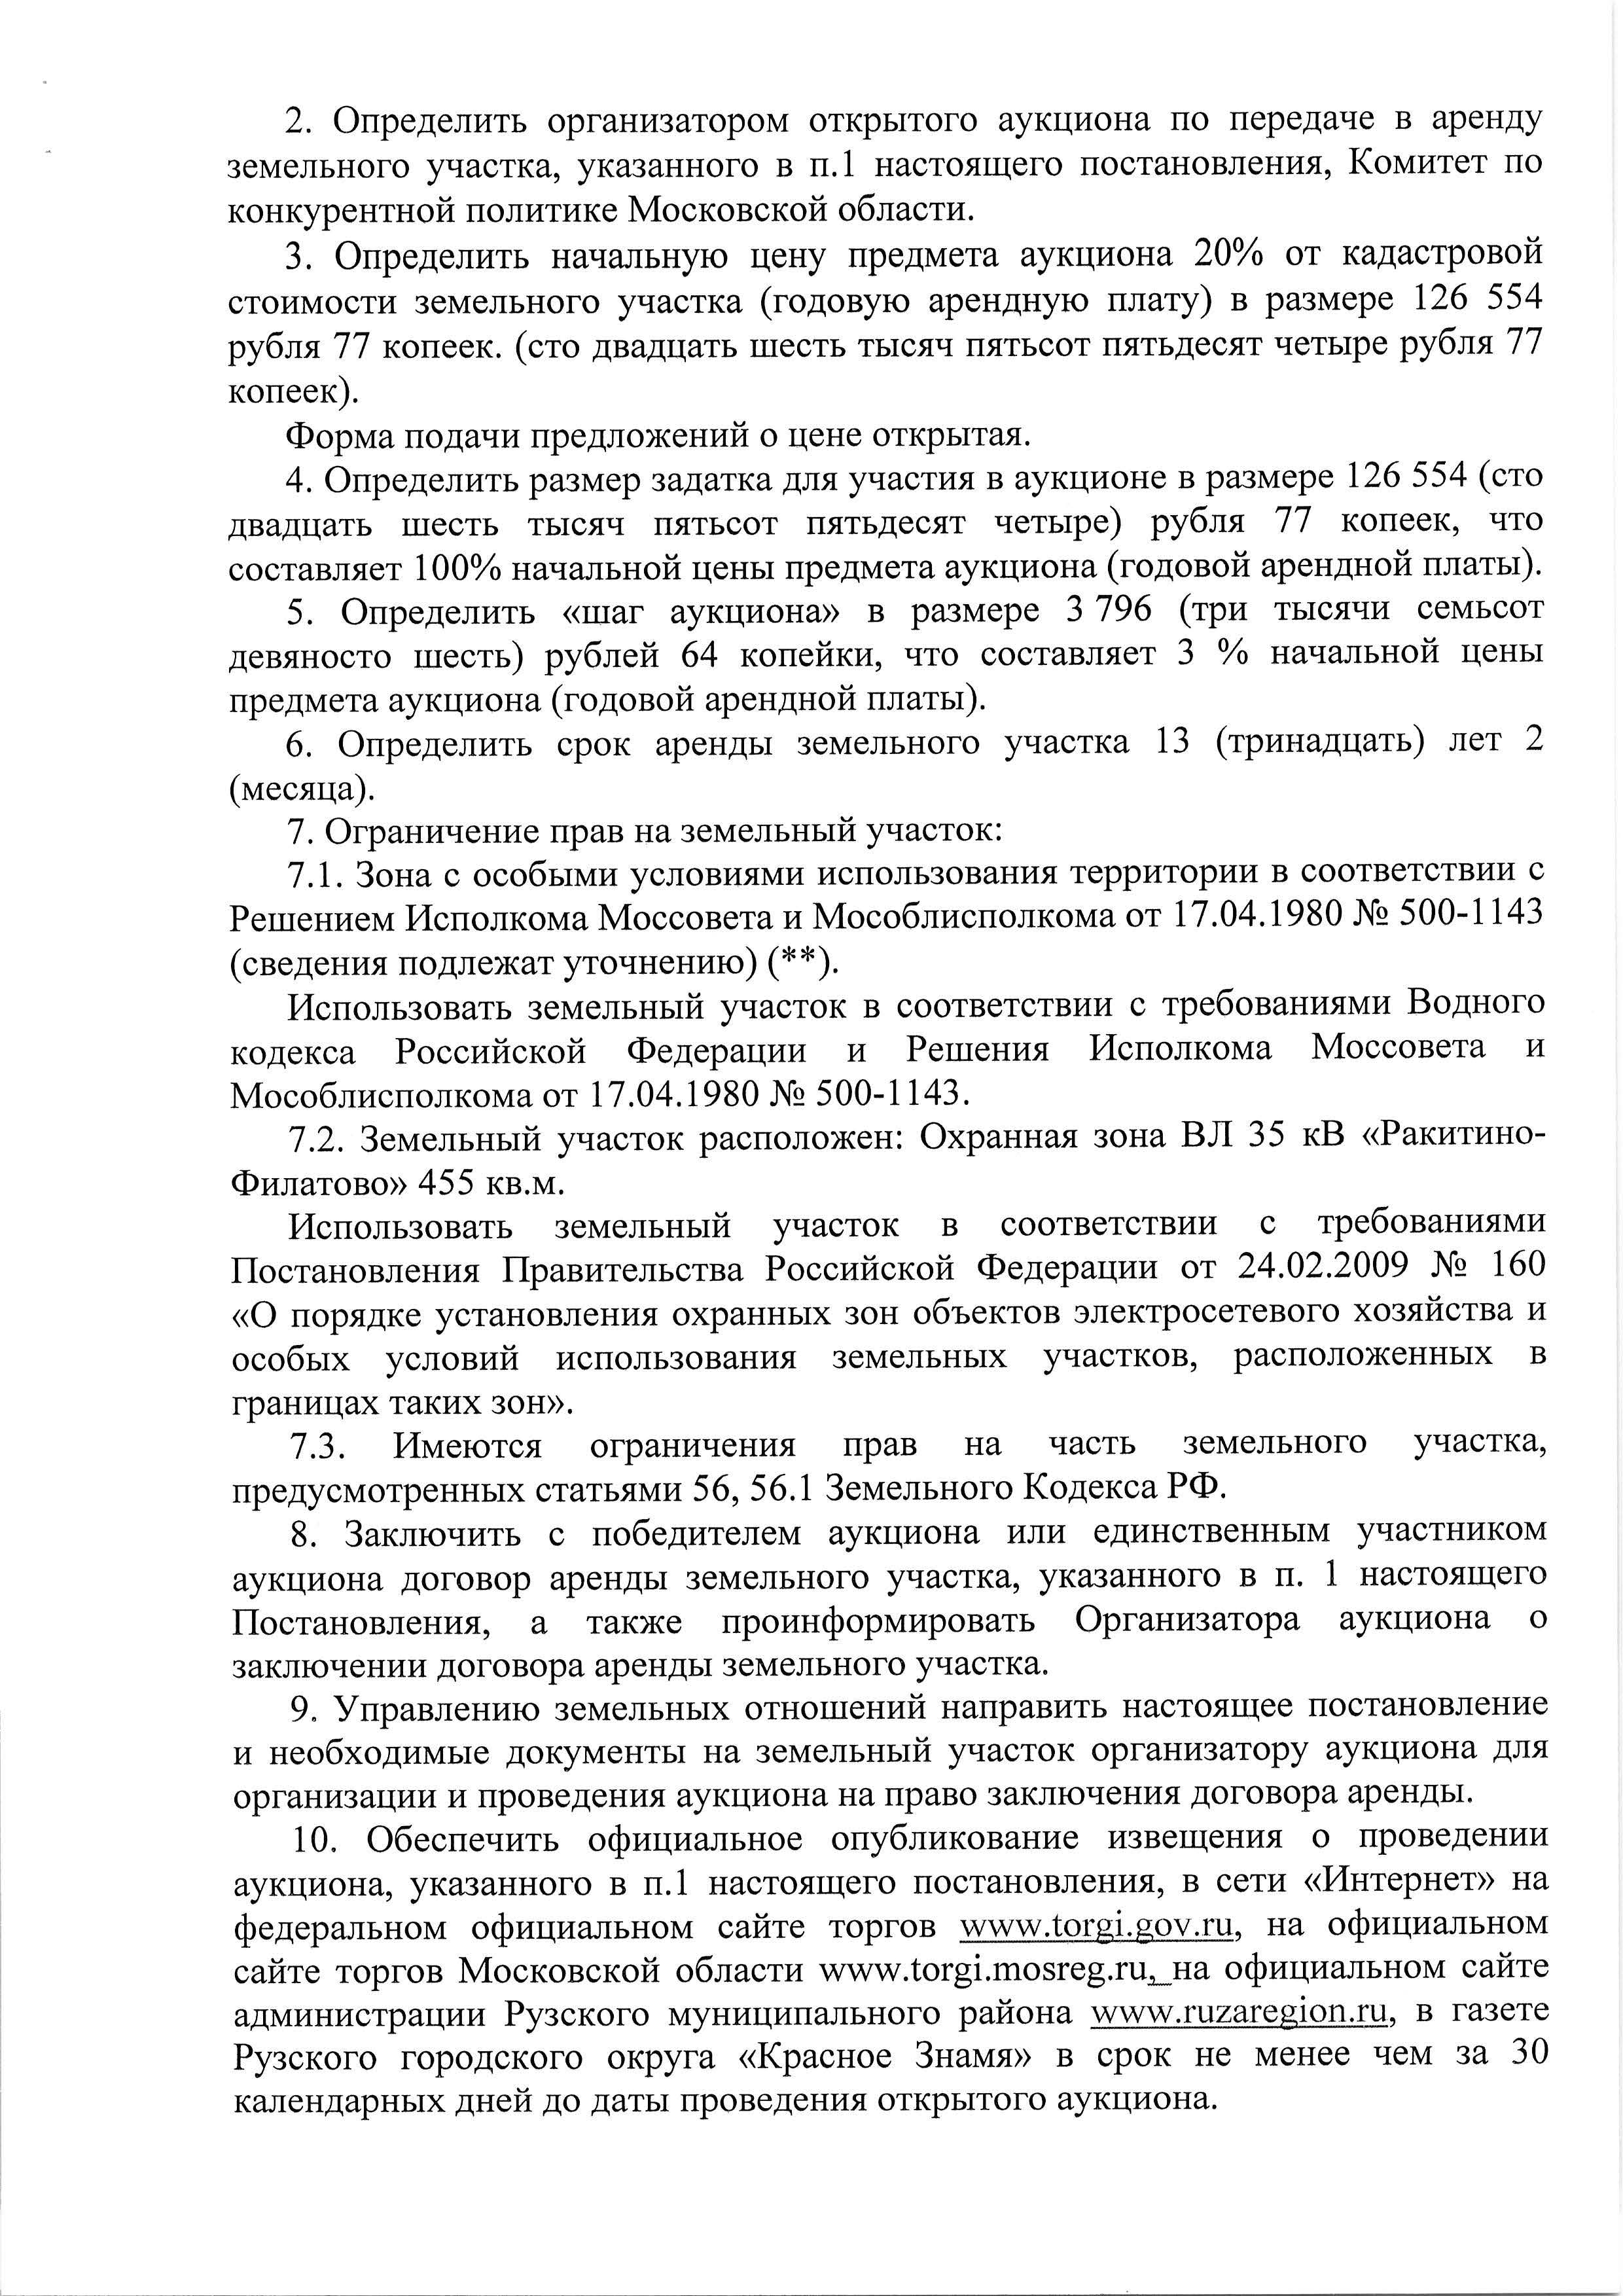 2. Определить организатором открытого аукциона по передаче в аренду
земельного участка, указанного в п.1 настоящего постановления, Комитет по
конкурентной политике Московской области.
3. Определить начальную цену предмета аукциона 20% от кадастровой
стоимости земельного участка (годовую арендную плату) в размере 126 554
рубля 77 копеек. (сто двадцать шесть тысяч пятьсот пятьдесят четыре рубля 77
копеек).
Форма подачи предложений о цене открытая.
4. Определить размер задатка для участия в аукционе в размере 126 554 (сто
двадцать шесть тысяч пятьсот пятьдесят четыре) рубля 77 копеек, что
составляет 100% начальной цены предмета аукциона (годовой арендной платы).
5. Определить «шаг аукциона» в размере 3 796 (три тысячи семьсот
девяносто шесть) рублей 64 копейки, что составляет 3 % начальной цены
предмета аукциона (годовой арендной платы).
6. Определить срок аренды земельного участка 13 (тринадцать) лет 2
(месяца).
7. Ограничение прав на земельный участок:
7.1. Зона с особыми условиями использования территории в соответствии с
Решением Исполкома Моссовета и Мособлисполкома от 17.04.1980 № 500-1143
(сведения подлежат уточнению) (**).
Использовать земельный участок в соответствии с требованиями Водного
кодекса Российской Федерации и Решения Исполкома Моссовета и
Мособлисполкома от 17.04.1980 № 500-1143.
7.2. Земельный участок расположен: Охранная зона ВЛ 35 кВ «Ракитино-
Филатово» 455 кв.м.
Использовать земельный участок в соответствии с требованиями
Постановления Правительства Российской Федерации от 24.02.2009 № 160
«О порядке установления охранных зон объектов электросетевого хозяйства и
особых условий использования земельных участков, расположенных в
границах таких зон».
7.3. Имеются ограничения прав на часть земельного участка,
предусмотренных статьями 56, 56.1 Земельного Кодекса РФ.
8. Заключить с победителем аукциона или единственным участником
аукциона договор аренды земельного участка, указанного в п. 1 настоящего
Постановления, а также проинформировать Организатора аукциона о
заключении договора аренды земельного участка.
9. Управлению земельных отношений направить настоящее постановление
и необходимые документы на земельный участок организатору аукциона для
организации и проведения аукциона на право заключения договора аренды.
10. Обеспечить официальное опубликование извещения о проведении
аукциона, указанного в п.1 настоящего постановления, в сети «Интернет» на
федеральном официальном сайте торгов www.torgi.gov.ru, на официальном
сайте торгов Московской области www.torgi.mosreg.ru, на официальном сайте
администрации Рузского муниципального района www.ruzaregion.ru, в газете
Рузского городского округа «Красное Знамя» в срок не менее чем за 30
календарных дней до даты проведения открытого аукциона.